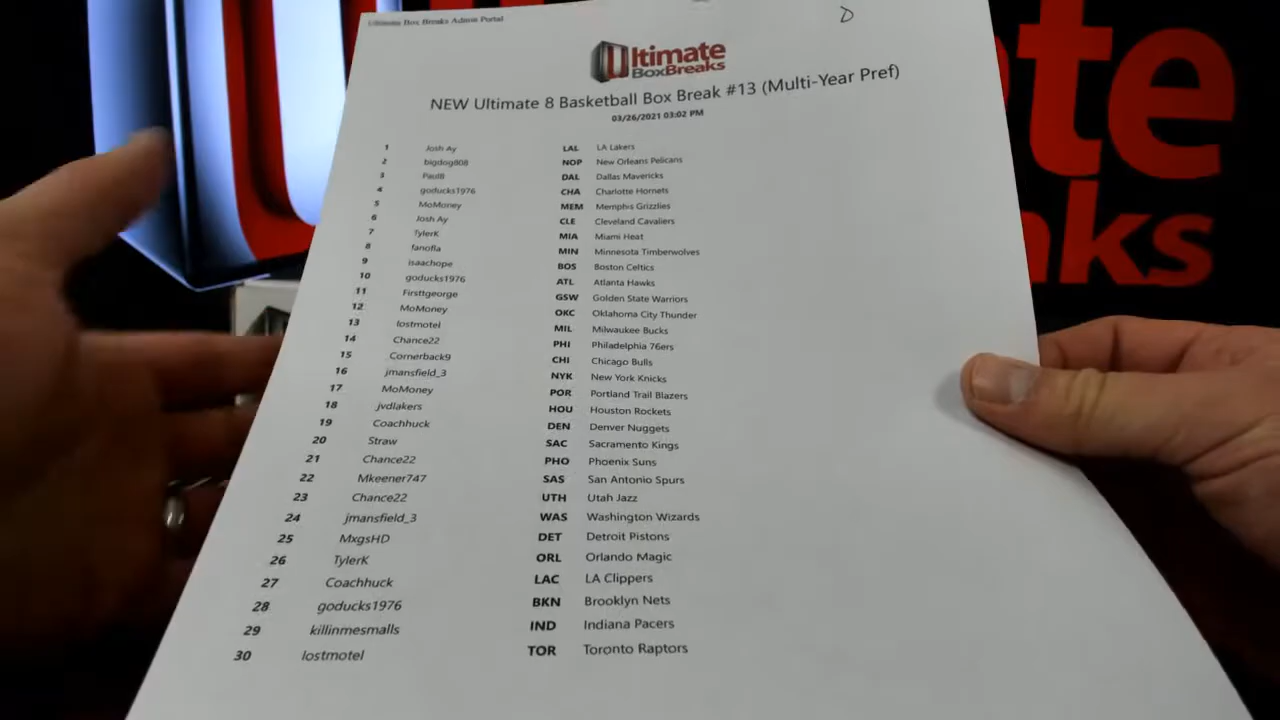 Ultimate Box Breaks Admin Portal
D
Ultimate
BoxBreaks
NEW Ultimate 8 Basketball Box Break #13 (Multi-Year Pref)
03/26/2021 03:02 PM
1 Josh Ay LAL LA Lakers
2 bigdog808 NOP New Orleans Pelicans
3 PaulB DAL Dallas Mavericks
4 goducks1976 CHA Charlotte Hornets
5 MoMoney MEM Memphis Grizzlies
6 Josh Ay CLE Cleveland Cavaliers
7 TylerK MIA Miami Heat
8 fanofla MIN Minnesota Timberwolves
9 isaachope BOS Boston Celtics
10 goducks1976 ATL Atlanta Hawks
11 Firsttgeorge GSW Golden State Warriors
12 MoMoney OKC Oklahoma City Thunder
13 lostmotel MIL Milwaukee Bucks
14 Chance22 PHI Philadelphia 76ers
15 Cornerback9 CHI Chicago Bulls
16 jmansfield_3 NYK New York Knicks
17 MoMoney POR Portland Trail Blazers
18 jvdlakers HOU Houston Rockets
19 Coachhuck DEN Denver Nuggets
20 Straw SAC Sacramento Kings
21 Chance22 PHO Phoenix Suns
22 Mkeener747 SAS San Antonio Spurs
23 Chance22 UTH Utah Jazz
24 jmansfield_3 WAS Washington Wizards
25 MxgsHD DET Detroit Pistons
26 TylerK ORL Orlando Magic
27 Coachhuck LAC LA Clippers
28 goducks1976 BKN Brooklyn Nets
29 killinmesmalls IND Indiana Pacers
30 lostmotel TOR Toronto Raptors
te
aks